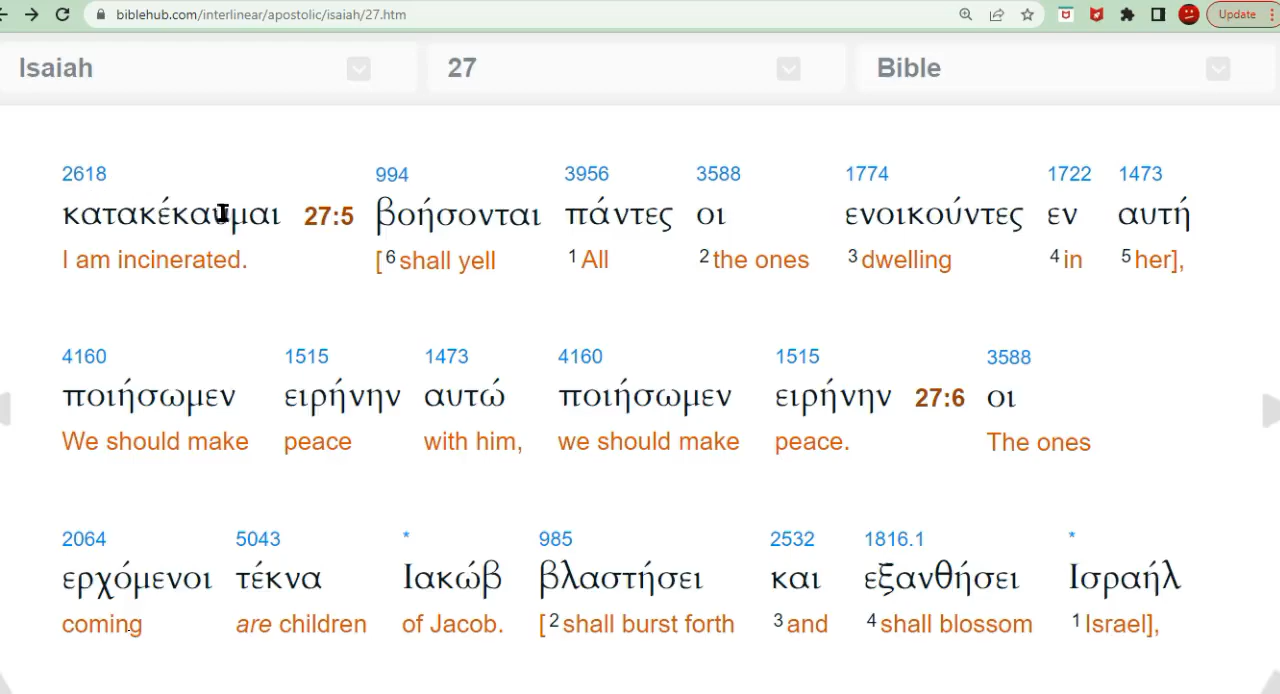 biblehub.com/interlinear/apostolic/isaiah/27.htm Update
Isaiah 27 Bible
2618 994 3956 3588 1774 1722 1473
κατακέκαυμαι 27:5 βοήσονται πάντες οι ενοικούντες εν αυτή
I am incinerated. [6 shall yell 1 All 2 the ones 3 dwelling 4 in 5 her],
4160 1515 1473 4160 1515 3588
ποιήσωμεν ειρήνην αυτώ ποιήσωμεν ειρήνην 27:6 οι
We should make peace with him, we should make peace. The ones
2064 5043 * 985 2532 1816.1 *
ερχόμενοι τέκνα Ιακώβ βλαστήσει και εξανθήσει Ισραήλ
coming are children of Jacob. [2 shall burst forth 3 and 4 shall blossom 1 Israel],